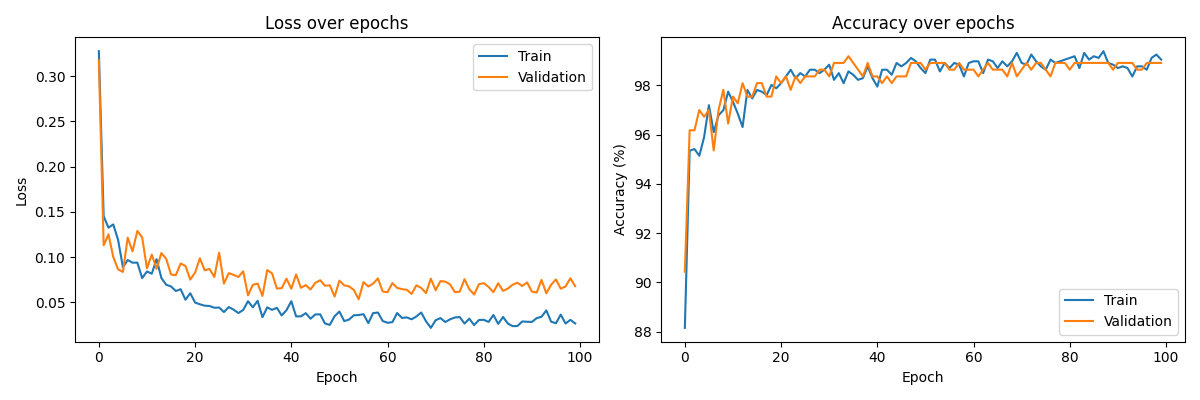 Loss over epochs
Train
Validation
0.30
0.25
0.20
0.15
0.10
0.05
Loss
0
20
40
60
80
100
Epoch
Accuracy over epochs
98
96
94
92
90
88
Accuracy (%)
Train
Validation
0
20
40
60
80
100
Epoch